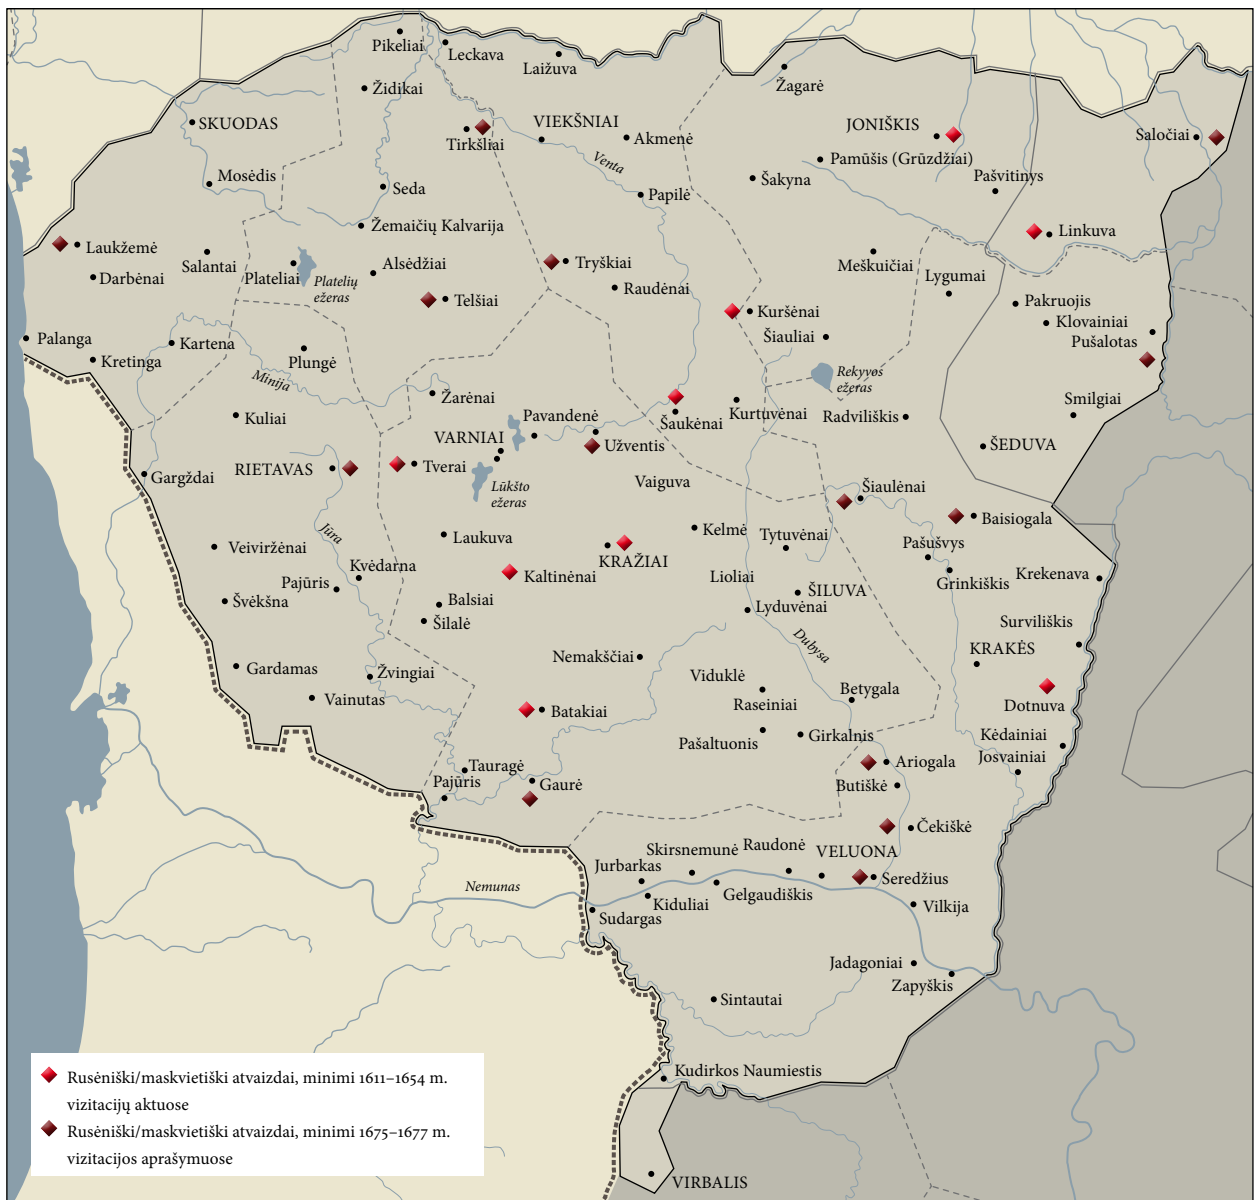 Pikeliai
Leckava
Laižuva
Žagarė
Židikai
SKUODAS
Tirkšliai
VIEKŠNIAI
Akmenė
JONIŠKIS
Saločiai
Venta
Pamūšis (Grūzdžiai)
Mosėdis
Seda
Papilė
Šakyna
Pašvitinys
Žemaičių Kalvarija
Linkuva
Laukžemė
Salantai
Plateliai
Platelių
ežeras
Alsėdžiai
Tryškiai
Meškuičiai
Darbėnai
Telšiai
Raudėnai
Lygumai
Pakruojis
Kuršėnai
Klovainiai
Palanga
Kartena
Šiauliai
Pušalotas
Kretinga
Plungė
Minija
Rekyvos
ežeras
Žarėnai
Kuliai
Pavandenė
Šaukėnai
Kurtuvėnai
Radviliškis
Smilgiai
VARNIAI
Užventis
ŠEDUVA
Gargždai
RIETAVAS
Tverai
Lūkšto
ežeras
Vaiguva
Šiaulėnai
Baisiogala
Jūra
Laukuva
Kelmė
Tytuvėnai
Veiviržėnai
KRAŽIAI
Pašušvys
Kvėdarna
Kaltinėnai
Lioliai
Grinkiškis
Krekenava
Pajūris
Švėkšna
Balsiai
ŠILUVA
Lyduvėnai
Šilalė
Surviliškis
Dubysa
Nemakščiai
KRAKĖS
Gardamas
Žvingiai
Viduklė
Betygala
Vainutas
Raseiniai
Dotnuva
Batakiai
Pašaltuonis
Girkalnis
Kėdainiai
Josvainiai
Tauragė
Ariogala
Pajūris
Gaurė
Butiškė
Čekiškė
Skirsnemunė
Raudonė
VELUONA
Jurbarkas
Seredžius
Nemunas
Gelgaudiškis
Kiduliai
Sudargas
Vilkija
Jadagoniai
Zapyškis
Sintautai
Kudirkos Naumiestis
VIRBALIS
Rusėniški/maskvietiški atvaizdai, minimi 1611–1654 m.
vizitacijų aktuose
Rusėniški/maskvietiški atvaizdai, minimi 1675–1677 m.
vizitacijos aprašymuose